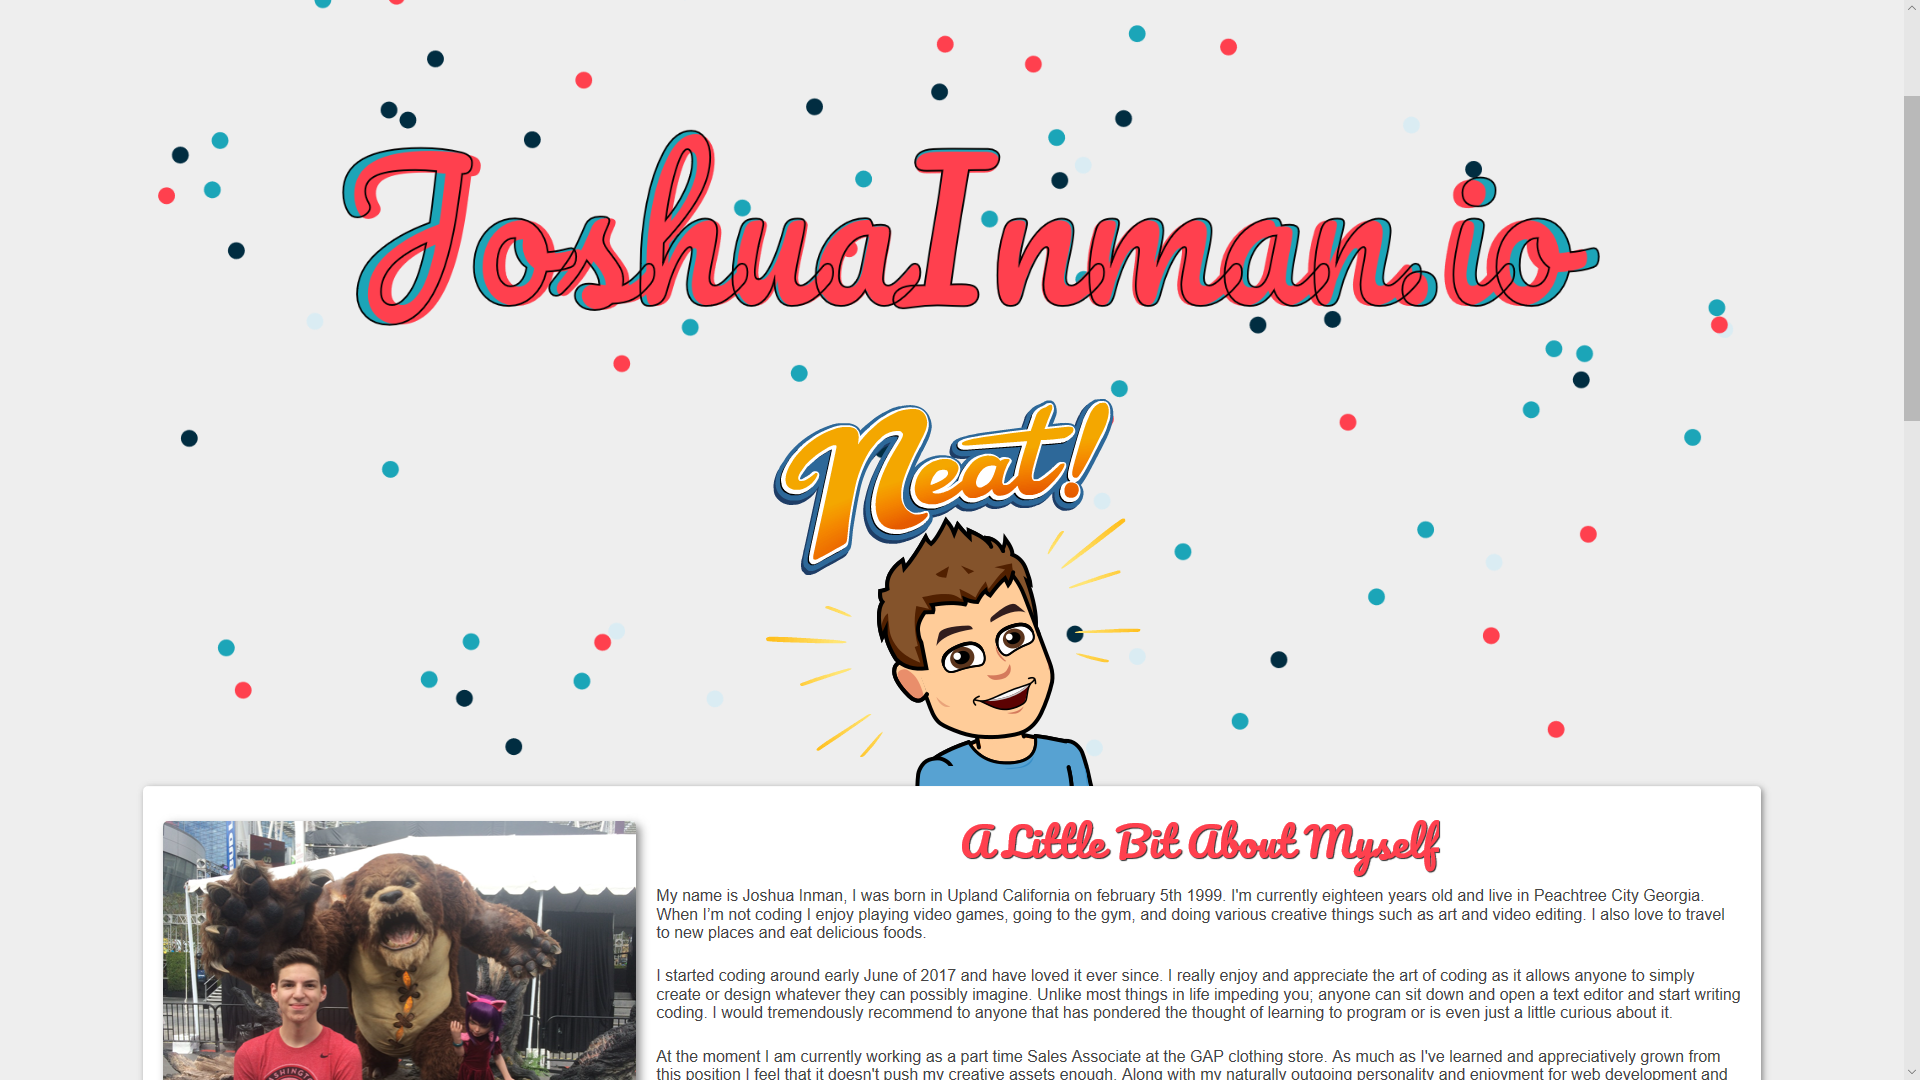 JoshuaInman.io
Neat!
A Little Bit About Myself
My name is Joshua Inman, I was born in Upland California on february 5th 1999. I'm currently eighteen years old and live in Peachtree City Georgia.
When I’m not coding I enjoy playing video games, going to the gym, and doing various creative things such as art and video editing. I also love to travel
to new places and eat delicious foods.
I started coding around early June of 2017 and have loved it ever since. I really enjoy and appreciate the art of coding as it allows anyone to simply
create or design whatever they can possibly imagine. Unlike most things in life impeding you; anyone can sit down and open a text editor and start writing
coding. I would tremendously recommend to anyone that has pondered the thought of learning to program or is even just a little curious about it.
At the moment I am currently working as a part time Sales Associate at the GAP clothing store. As much as I've learned and appreciatively grown from
this position I feel that it doesn't push my creative assets enough. Along with my naturally outgoing personality and enjoyment for web development and